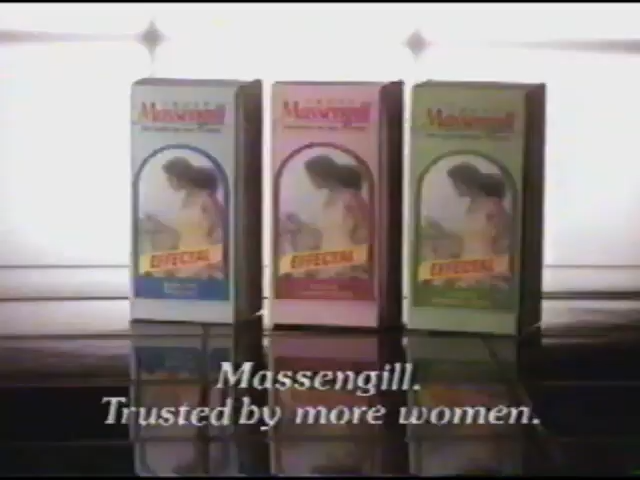 Massengill Massengill Massengill
EFFECTAL EFFECTAL EFFECTAL
Massengill.
Trusted by more women.